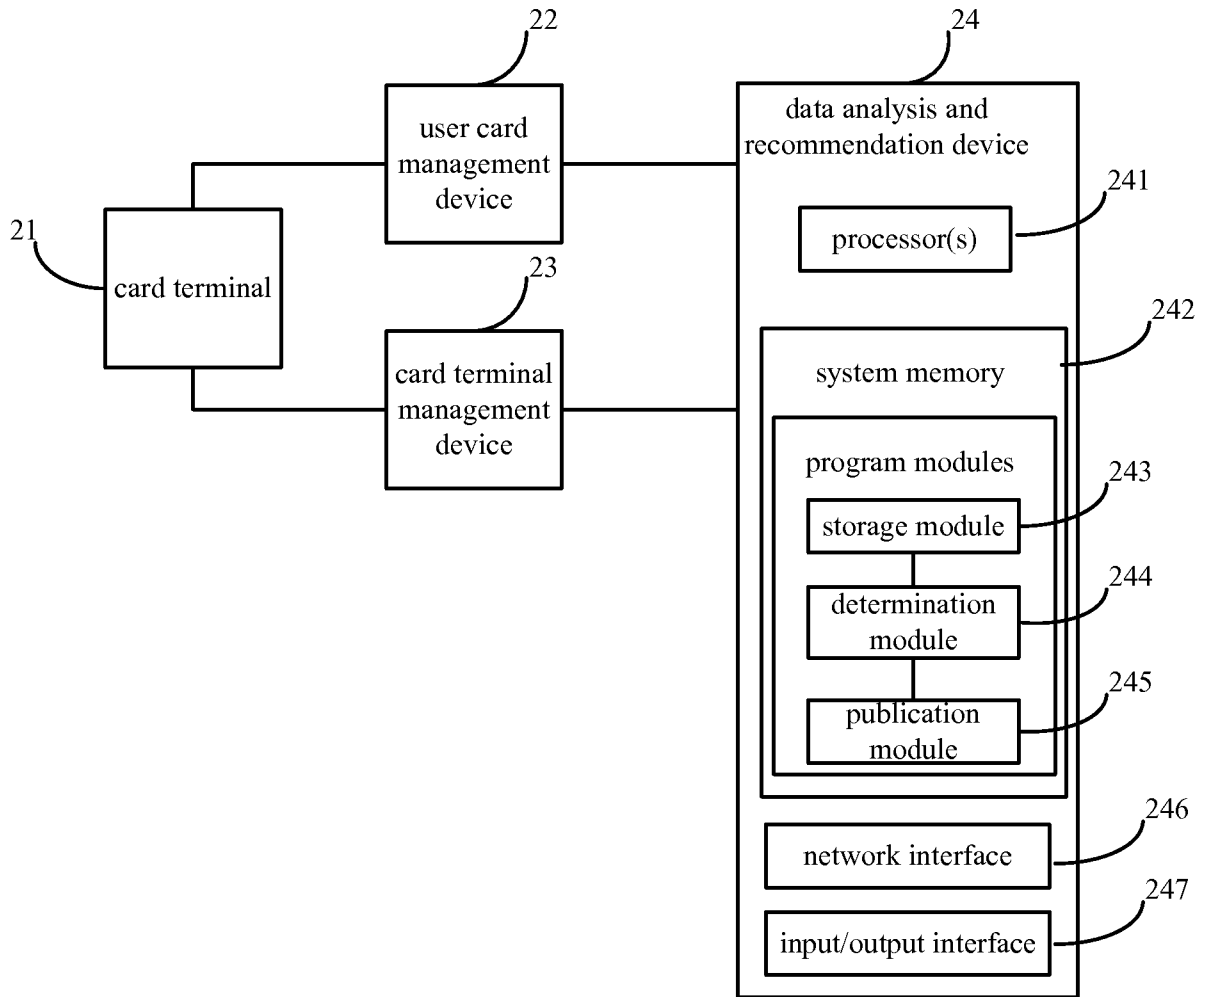 22
24
user card
management
device
data analysis and
recommendation device
241
processor(s)
21
card terminal
23
card terminal
management
device
242
system memory
program modules
243
storage module
244
determination
module
245
publication
module
246
network interface
247
input/output interface